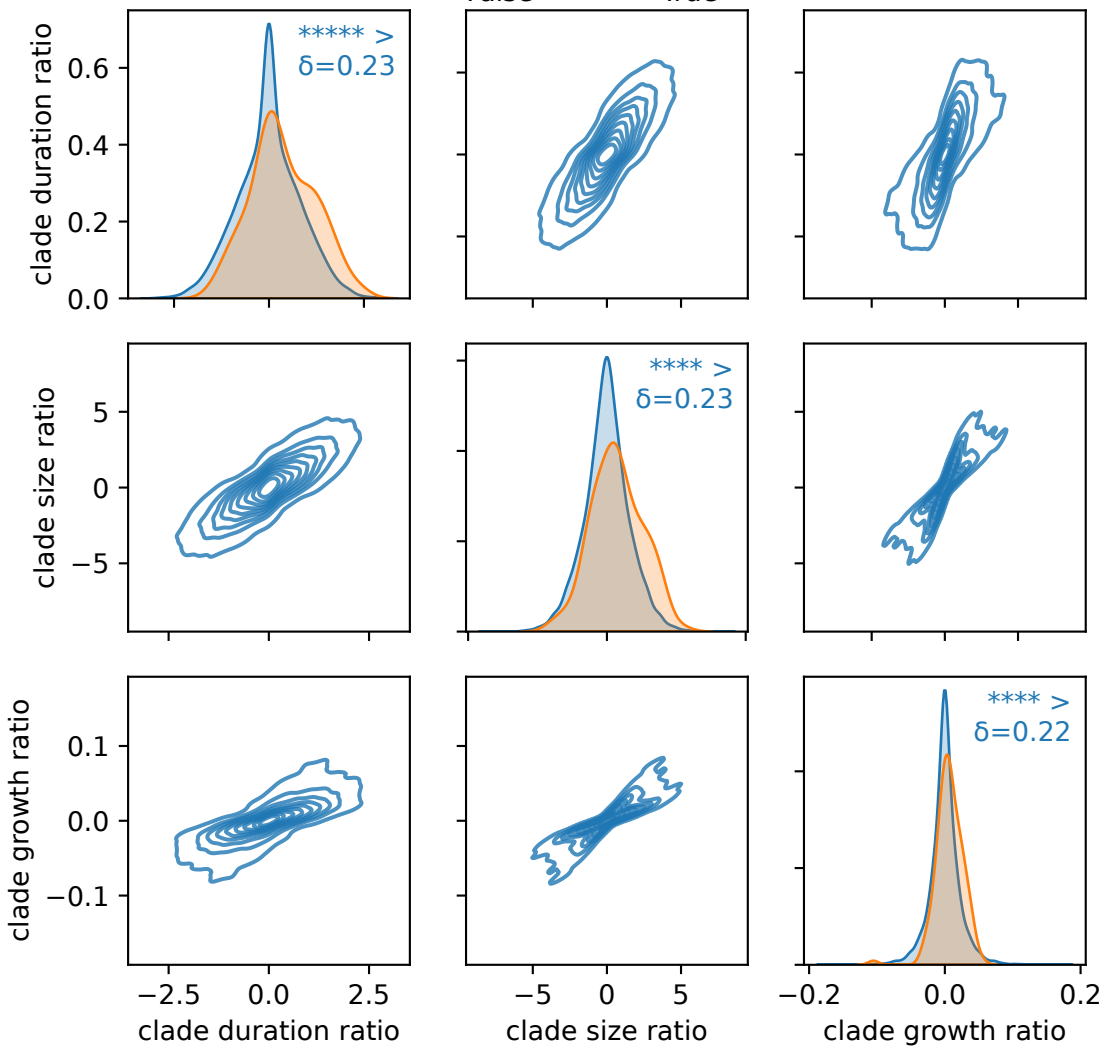 ***** >
δ=0.23
clade duration ratio
0.6
0.4
0.2
0.0
**** >
δ=0.23
clade size ratio
5
0
−5
**** >
δ=0.22
clade growth ratio
0.1
0.0
−0.1
−2.5 0.0 2.5
−5 0 5
−0.2 0.0 0.2
clade duration ratio
clade size ratio
clade growth ratio